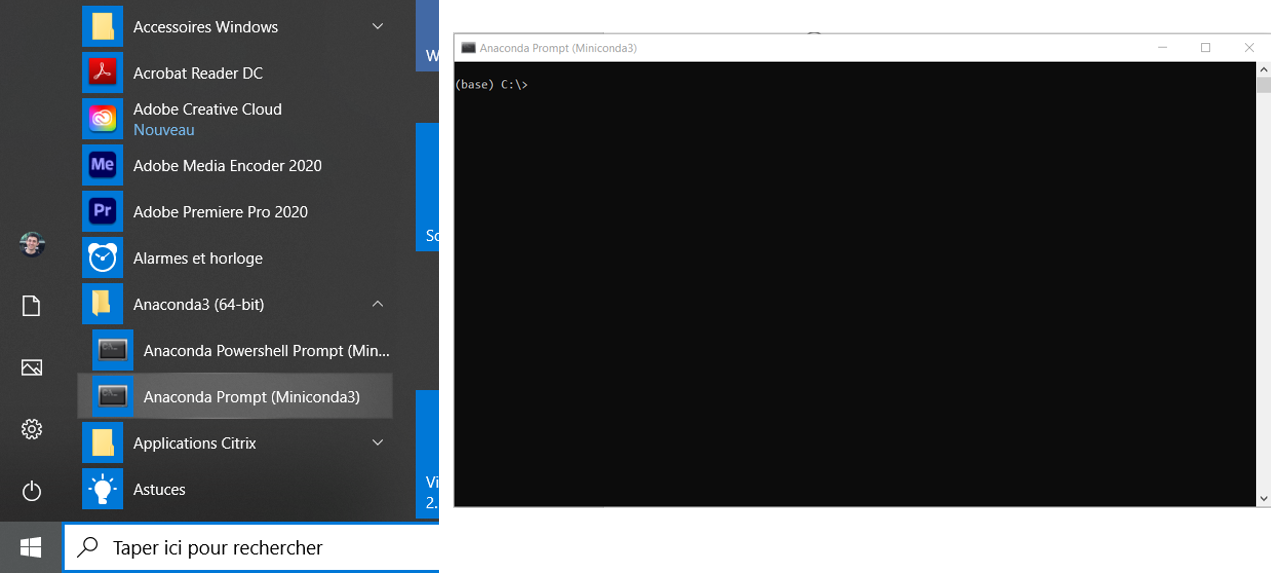 Accessoires Windows
Acrobat Reader DC
Adobe Creative Cloud
Nouveau
Me
Adobe Media Encoder 2020
Pr
Adobe Premiere Pro 2020
Alarmes et horloge
Anaconda3 (64-bit)
Anaconda Powershell Prompt (Min...
Anaconda Prompt (Miniconda3)
Applications Citrix
Astuces
Taper ici pour rechercher
W
Sc
Vi
2.
Anaconda Prompt (Miniconda3)
(base) C:\>